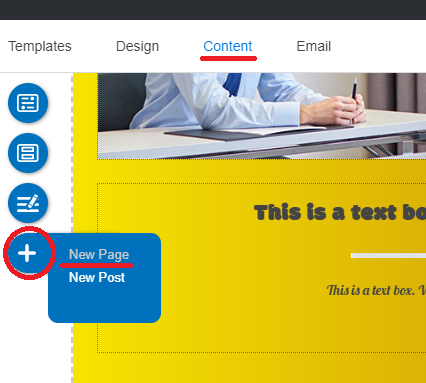 Templates Design Content Email
New Page
New Post
This is a text bo
This is a text box.